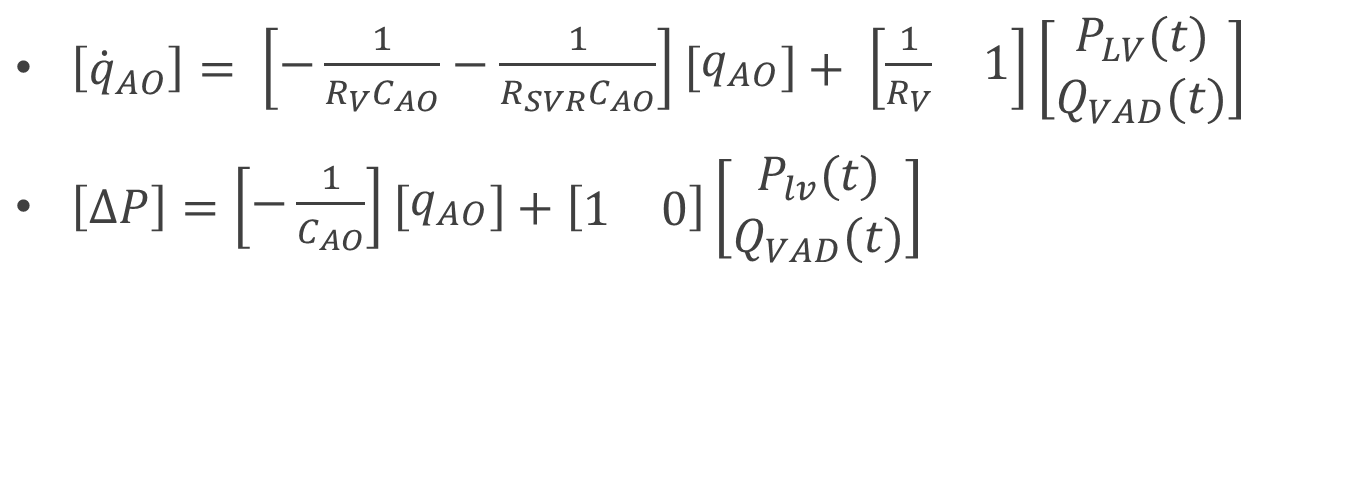 • [q̇_AO] = [−1/(R_V C_AO) − 1/(R_SVR C_AO)] [q_AO] + [1/R_V 1] [P_LV(t) ; Q_VAD(t)]
• [ΔP] = [−1/C_AO] [q_AO] + [1 0] [P_lv(t) ; Q_VAD(t)]